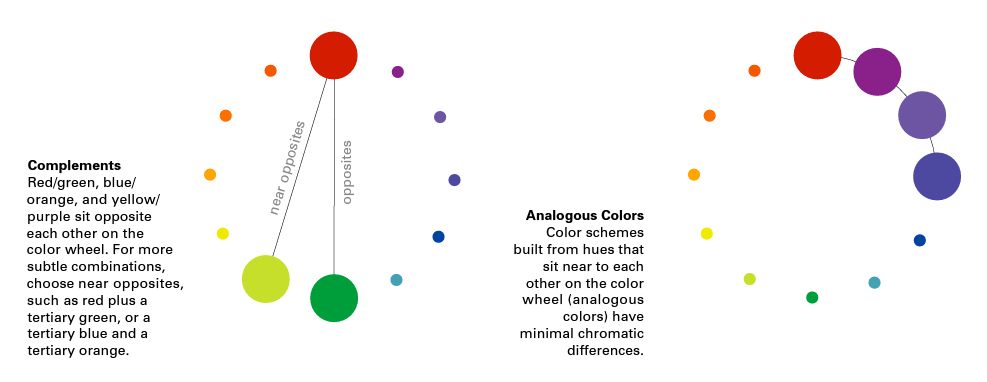 Complements
Red/green, blue/
orange, and yellow/
purple sit opposite
each other on the
color wheel. For more
subtle combinations,
choose near opposites,
such as red plus a
tertiary green, or a
tertiary blue and a
tertiary orange.
near opposites
opposites
Analogous Colors
Color schemes
built from hues that
sit near to each
other on the color
wheel (analogous
colors) have
minimal chromatic
differences.